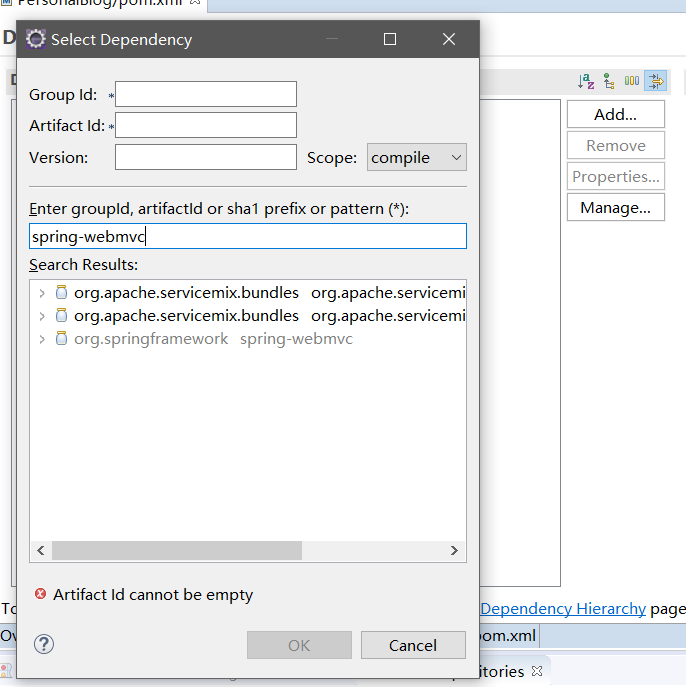 PersonalBlog/pom.xml
Select Dependency
Group Id: *
Artifact Id: *
Version:
Scope: compile
Add...
Remove
Properties...
Manage...
Enter groupId, artifactId or sha1 prefix or pattern (*):
spring-webmvc
Search Results:
org.apache.servicemix.bundles org.apache.servicemi
org.apache.servicemix.bundles org.apache.servicemi
org.springframework spring-webmvc
Artifact Id cannot be empty
To
Dependency Hierarchy page
Ov
pom.xml
OK
Cancel